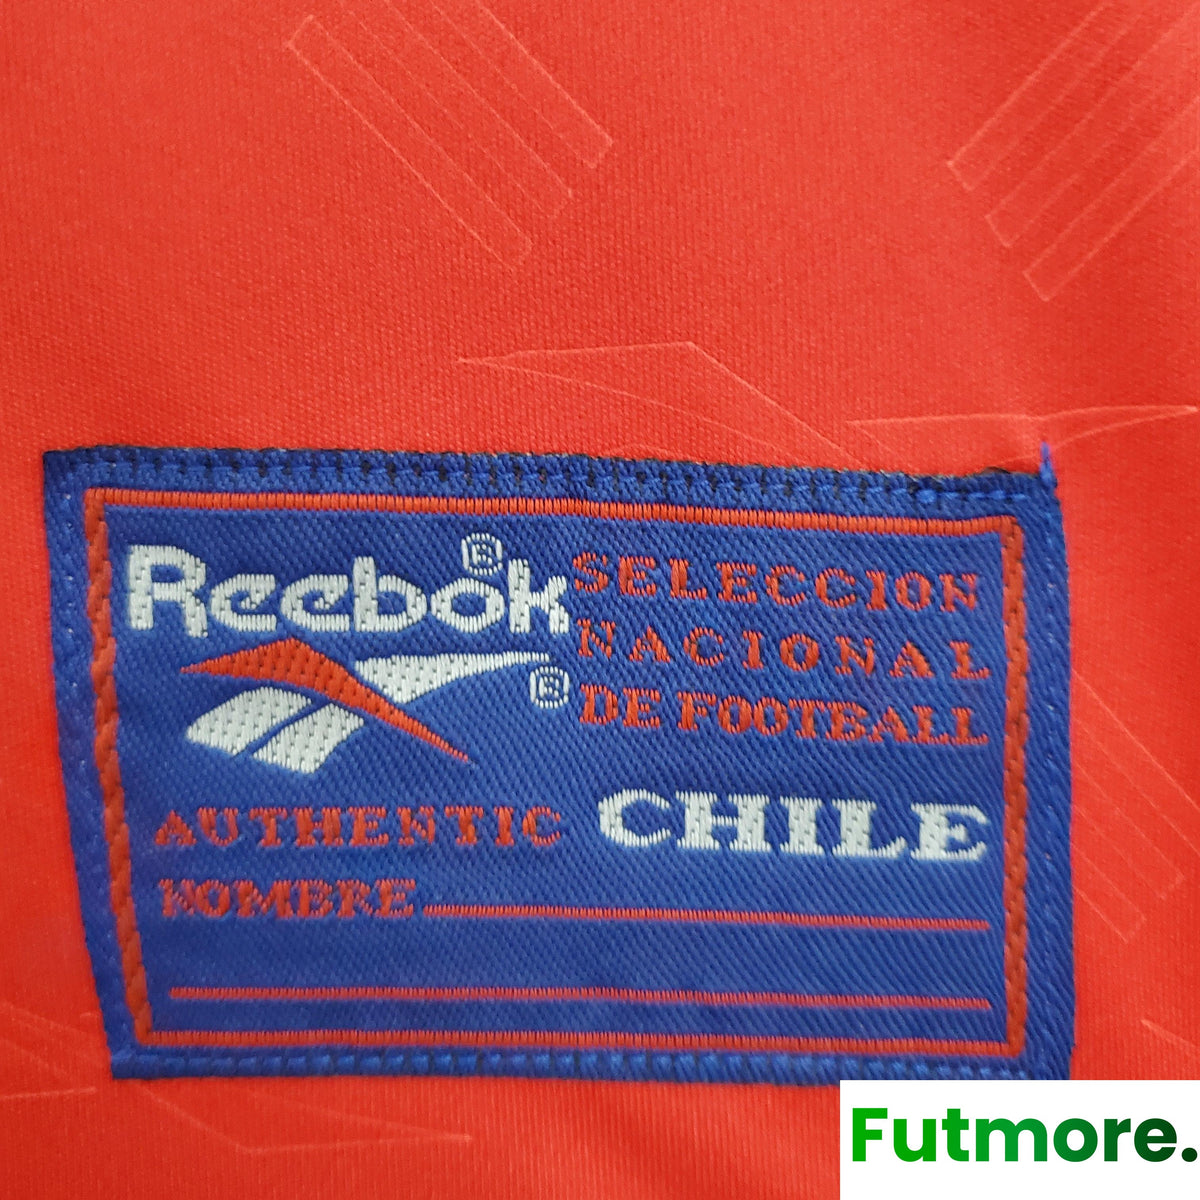 Reebok®
®
SELECCION
NACIONAL
DE FOOTBALL
AUTHENTIC CHILE
NOMBRE
Futmore.